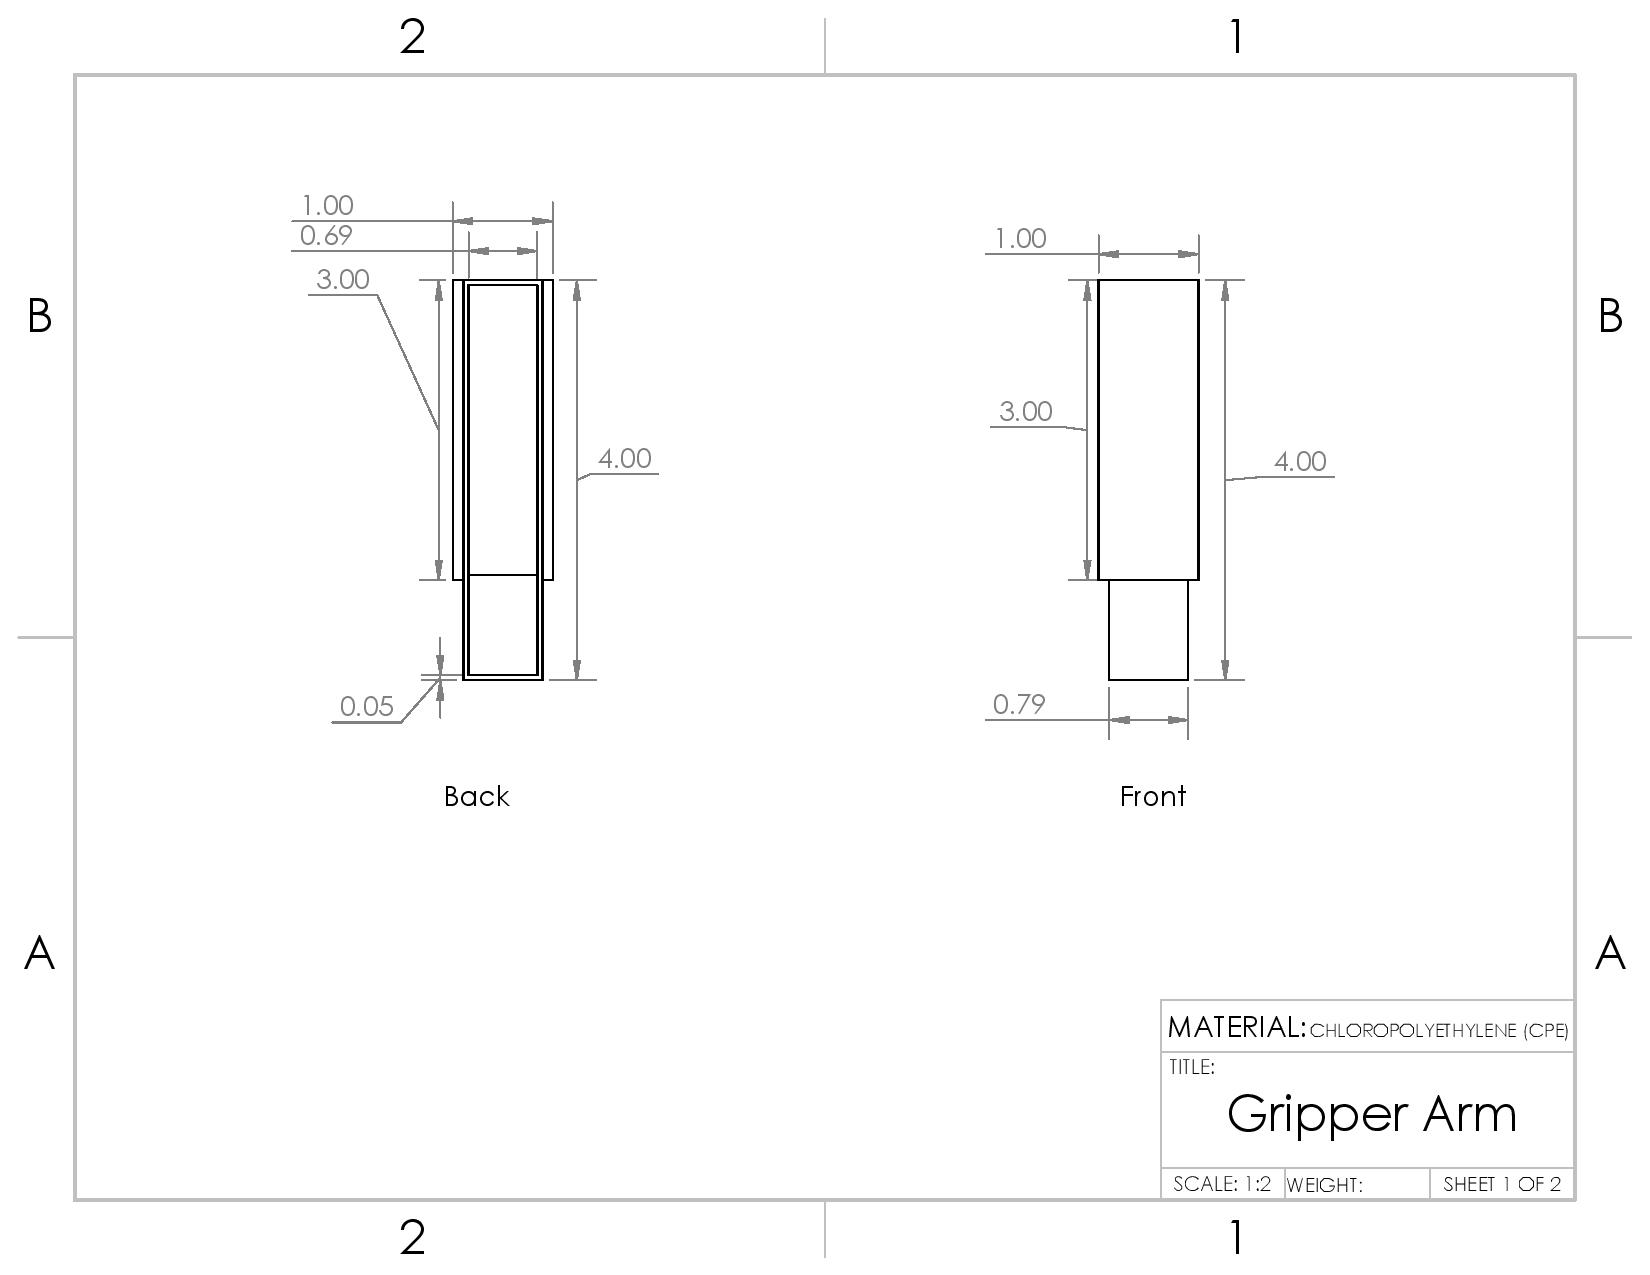 2 1
1.00
0.69
3.00
4.00
0.05
Back
1.00
3.00
4.00
0.79
Front
B B
A A
MATERIAL: CHLOROPOLYETHYLENE (CPE)
TITLE:
Gripper Arm
SCALE: 1:2 WEIGHT: SHEET 1 OF 2
2 1